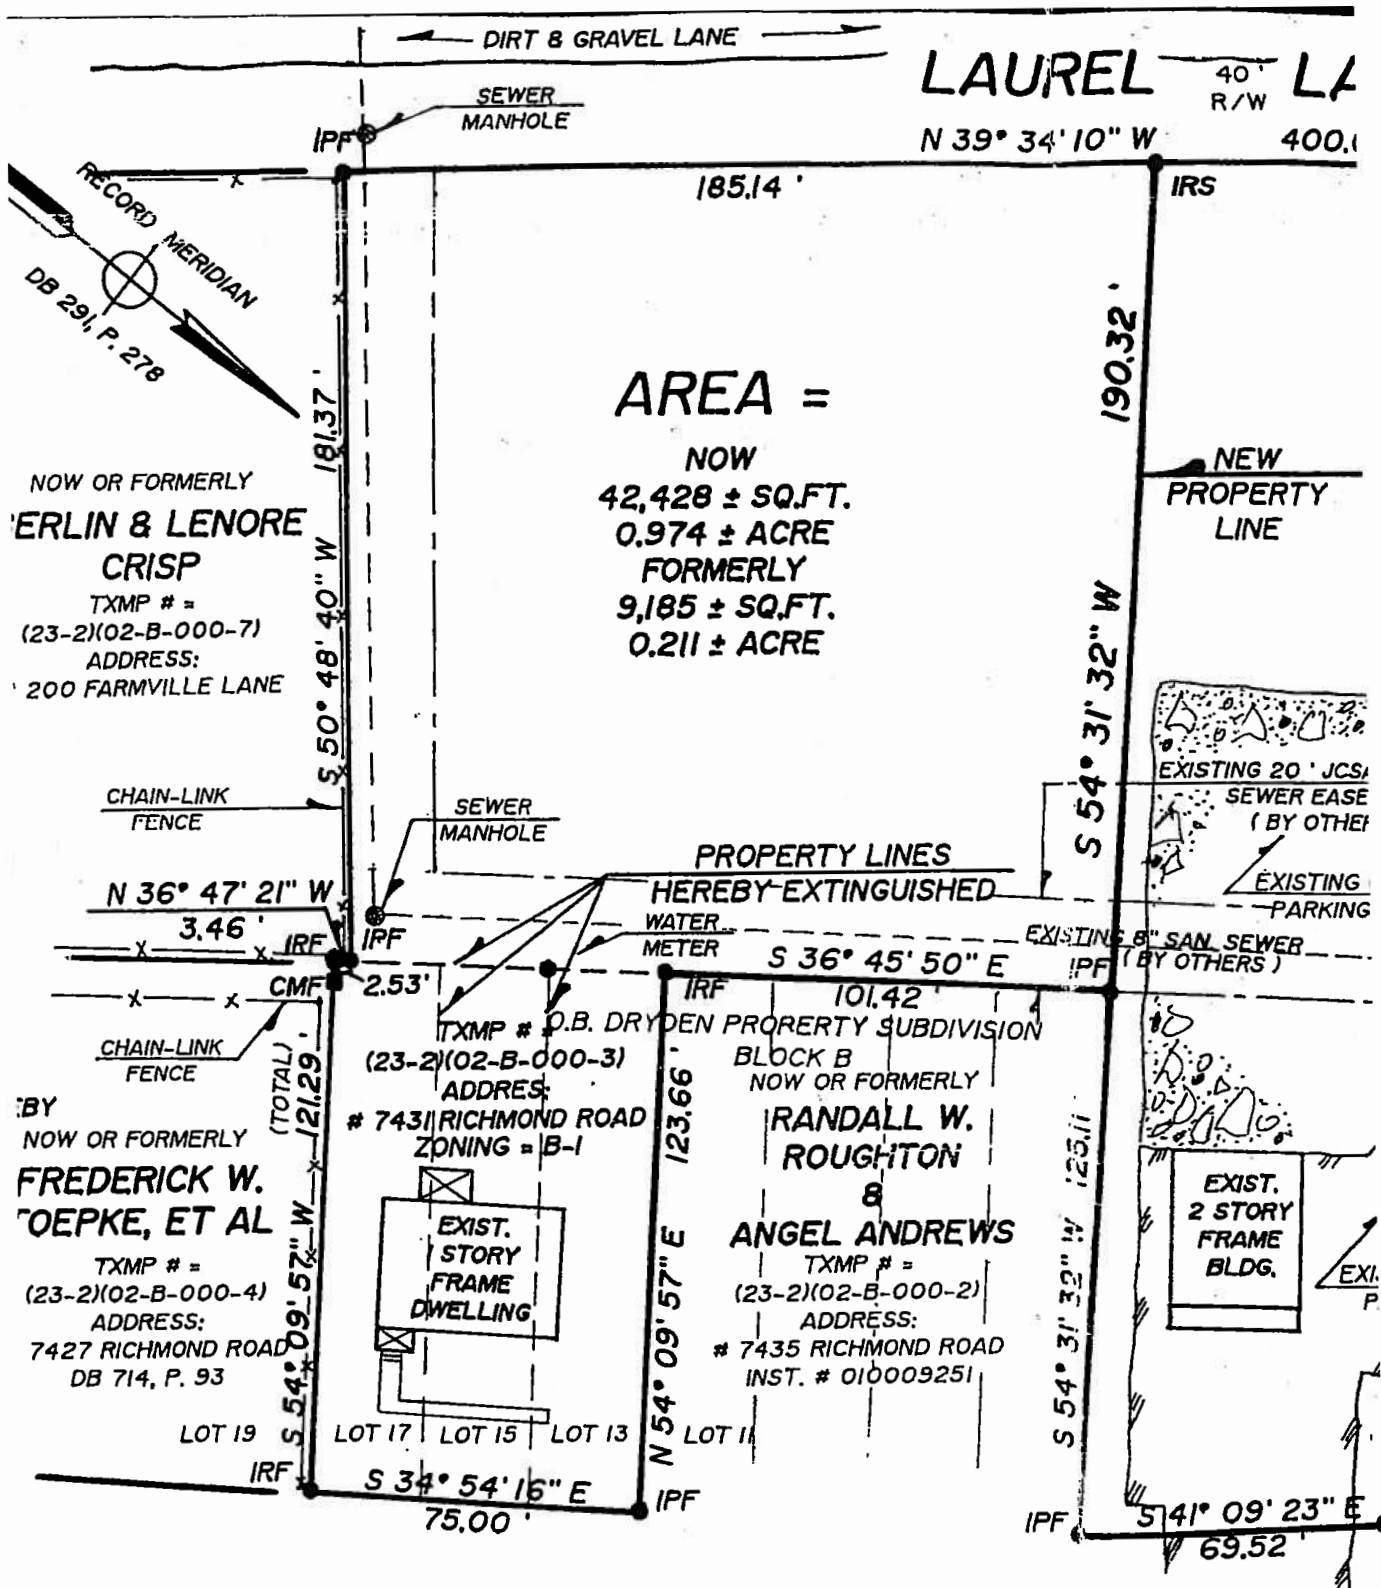 DIRT & GRAVEL LANE
LAUREL
40'
R/W
SEWER
MANHOLE
IPF
N 39° 34' 10" W
185.14 '
IRS
RECORD MERIDIAN
DB 291, P. 278
181.37 '
S 50° 48' 40" W
190.32 '
S 54° 31' 32" W
AREA =
NOW
42,428 ± SQ.FT.
0.974 ± ACRE
FORMERLY
9,185 ± SQ.FT.
0.211 ± ACRE
NEW
PROPERTY
LINE
NOW OR FORMERLY
ERLIN & LENORE
CRISP
TXMP # =
(23-2)(02-B-000-7)
ADDRESS:
200 FARMVILLE LANE
CHAIN-LINK
FENCE
SEWER
MANHOLE
EXISTING 20 ' JCSA
SEWER EASE
( BY OTHER
EXISTING
PARKING
PROPERTY LINES
HEREBY EXTINGUISHED
N 36° 47' 21" W
3.46 '
IRF
IPF
WATER
METER
EXISTING 8" SAN. SEWER
( BY OTHERS )
S 36° 45' 50" E
101.42 '
IPF
IRF
CMF
2.53'
CHAIN-LINK
FENCE
(TOTAL)
121.29 '
S 54° 09' 57" W
TXMP # =
(23-2)(02-B-000-3)
ADDRES:
# 7431 RICHMOND ROAD
ZONING = B-1
O.B. DRYDEN PRORERTY SUBDIVISION
BLOCK B
NOW OR FORMERLY
RANDALL W.
ROUGHTON
&
ANGEL ANDREWS
TXMP # =
(23-2)(02-B-000-2)
ADDRESS:
# 7435 RICHMOND ROAD
INST. # 010009251
123.66 '
N 54° 09' 57" E
125.11
S 54° 31' 32" W
BY
NOW OR FORMERLY
FREDERICK W.
OEPKE, ET AL
TXMP # =
(23-2)(02-B-000-4)
ADDRESS:
7427 RICHMOND ROAD
DB 714, P. 93
EXIST.
1 STORY
FRAME
DWELLING
EXIST.
2 STORY
FRAME
BLDG.
EXI
P
LOT 19
LOT 17
LOT 15
LOT 13
LOT 11
IRF
S 34° 54' 16" E
75.00 '
IPF
IPF
S 41° 09' 23" E
69.52 '